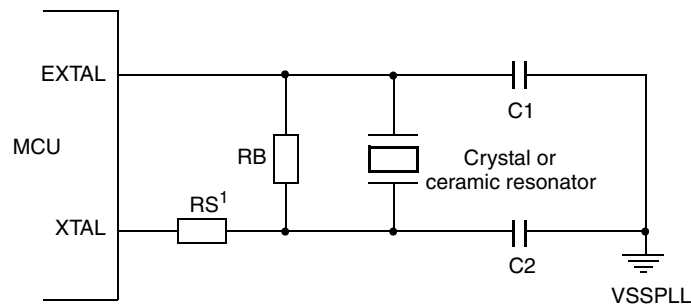 EXTAL
C1
MCU
RB
Crystal or
ceramic resonator
RS¹
XTAL
C2
VSSPLL